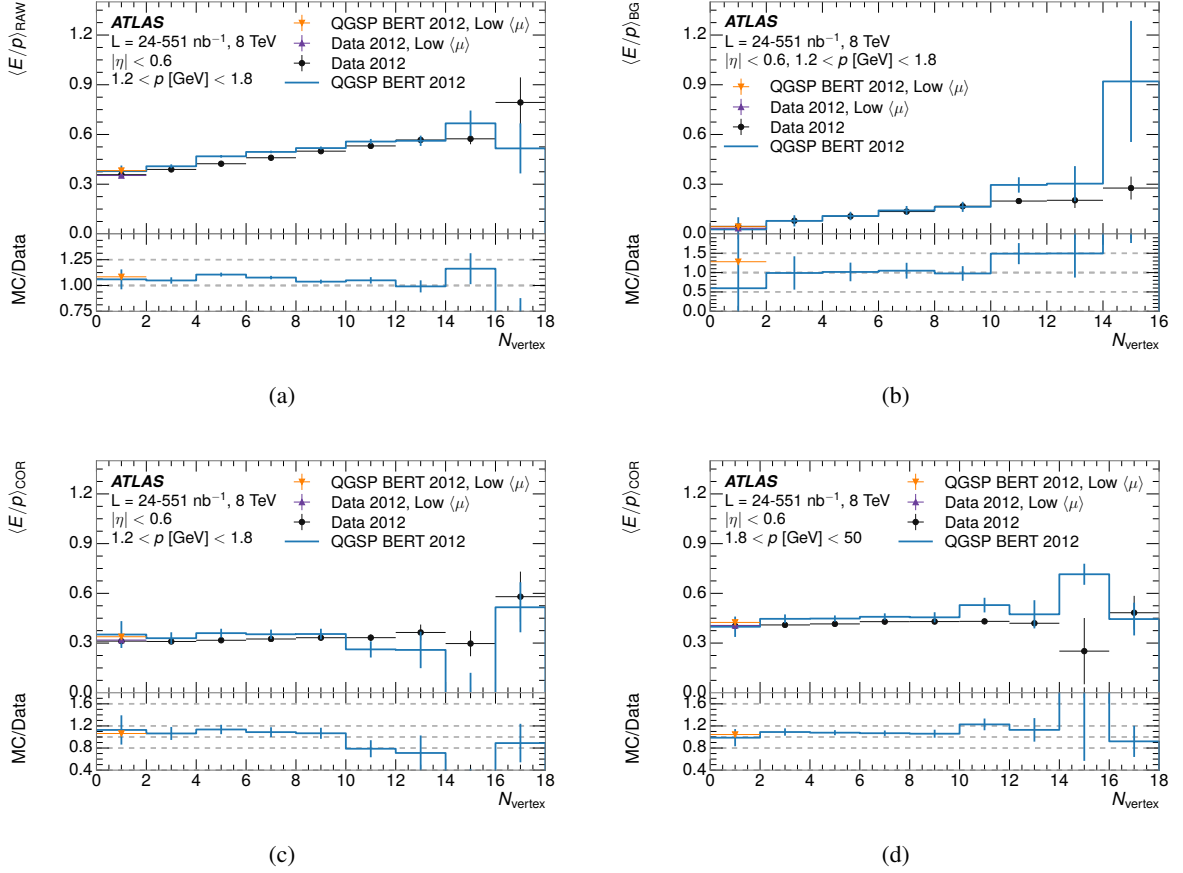 ⟨E/p⟩RAW
ATLAS
L = 24-551 nb⁻¹, 8 TeV
|η| < 0.6
1.2 < p [GeV] < 1.8
QGSP BERT 2012, Low ⟨μ⟩
Data 2012, Low ⟨μ⟩
Data 2012
QGSP BERT 2012
1.2
0.9
0.6
0.3
0.0
MC/Data
1.25
1.00
0.75
0 2 4 6 8 10 12 14 16 18
Nvertex
(a)
⟨E/p⟩BG
ATLAS
L = 24-551 nb⁻¹, 8 TeV
|η| < 0.6, 1.2 < p [GeV] < 1.8
QGSP BERT 2012, Low ⟨μ⟩
Data 2012, Low ⟨μ⟩
Data 2012
QGSP BERT 2012
1.2
0.9
0.6
0.3
0.0
MC/Data
1.5
1.0
0.5
0 2 4 6 8 10 12 14 16
Nvertex
(b)
⟨E/p⟩COR
ATLAS
L = 24-551 nb⁻¹, 8 TeV
|η| < 0.6
1.2 < p [GeV] < 1.8
QGSP BERT 2012, Low ⟨μ⟩
Data 2012, Low ⟨μ⟩
Data 2012
QGSP BERT 2012
1.2
0.9
0.6
0.3
0.0
MC/Data
1.6
1.2
0.8
0.4
0 2 4 6 8 10 12 14 16 18
Nvertex
(c)
⟨E/p⟩COR
ATLAS
L = 24-551 nb⁻¹, 8 TeV
|η| < 0.6
1.8 < p [GeV] < 50
QGSP BERT 2012, Low ⟨μ⟩
Data 2012, Low ⟨μ⟩
Data 2012
QGSP BERT 2012
1.2
0.9
0.6
0.3
0.0
MC/Data
1.6
1.2
0.8
0.4
0 2 4 6 8 10 12 14 16 18
Nvertex
(d)